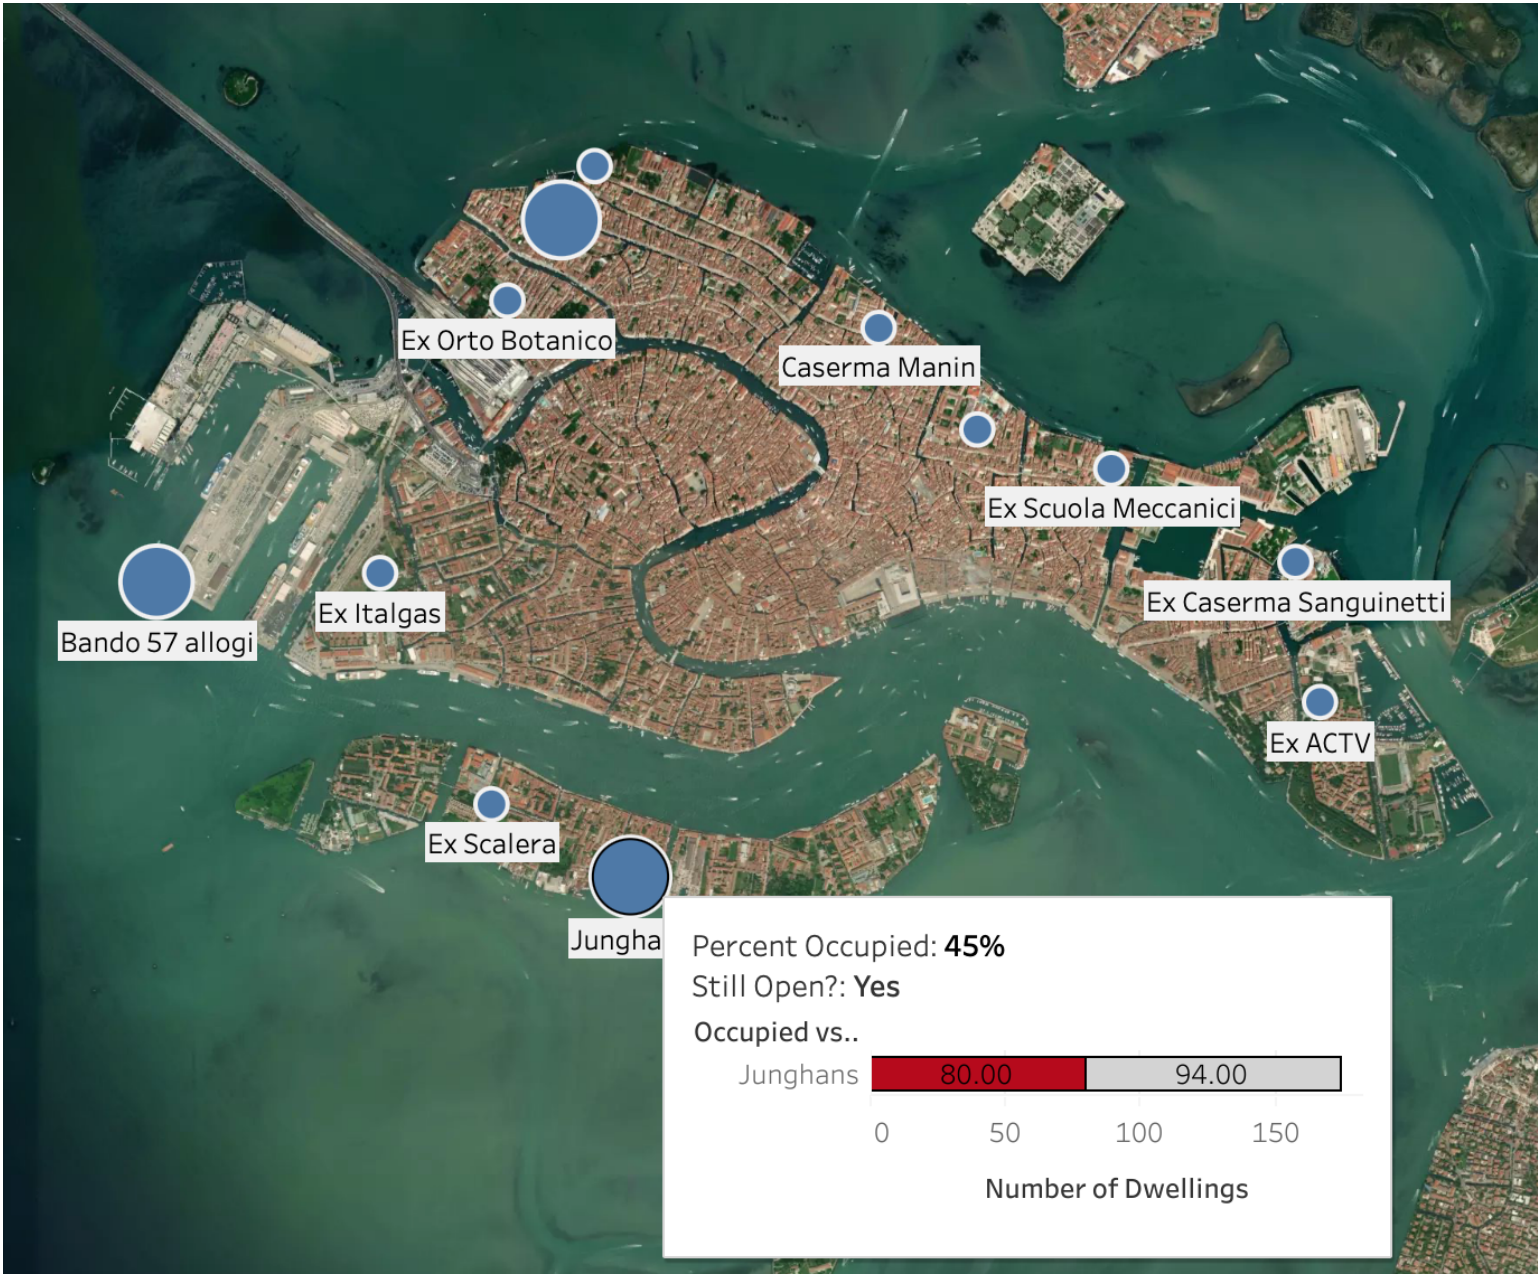 Ex Orto Botanico
Caserma Manin
Ex Scuola Meccanici
Ex Caserma Sanguinetti
Bando 57 allogi
Ex Italgas
Ex ACTV
Ex Scalera
Jungha
Percent Occupied: 45%
Still Open?: Yes
Occupied vs..
Junghans 80.00 94.00
0 50 100 150
Number of Dwellings